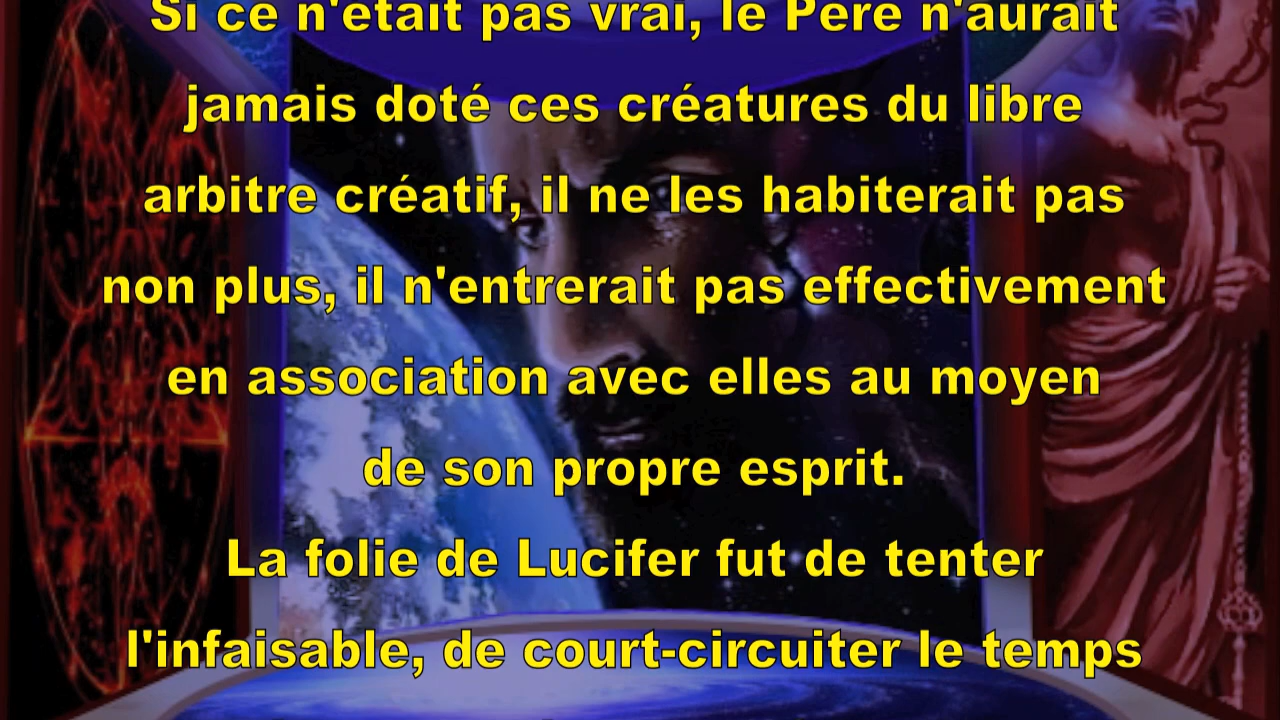 Si ce n'était pas vrai, le Père n'aurait
jamais doté ces créatures du libre
arbitre créatif, il ne les habiterait pas
non plus, il n'entrerait pas effectivement
en association avec elles au moyen
de son propre esprit.
La folie de Lucifer fut de tenter
l'infaisable, de court-circuiter le temps